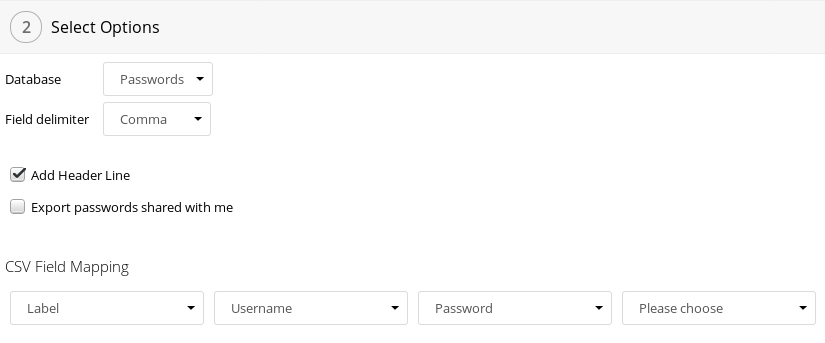 2 Select Options
Database Passwords
Field delimiter Comma
Add Header Line
Export passwords shared with me
CSV Field Mapping
Label Username Password Please choose